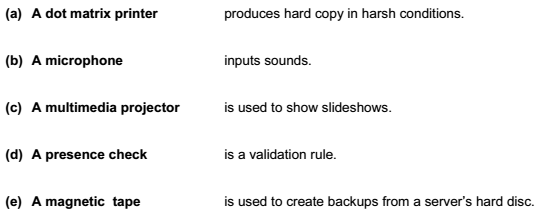 (a) A dot matrix printer produces hard copy in harsh conditions.
(b) A microphone inputs sounds.
(c) A multimedia projector is used to show slideshows.
(d) A presence check is a validation rule.
(e) A magnetic tape is used to create backups from a server's hard disc.